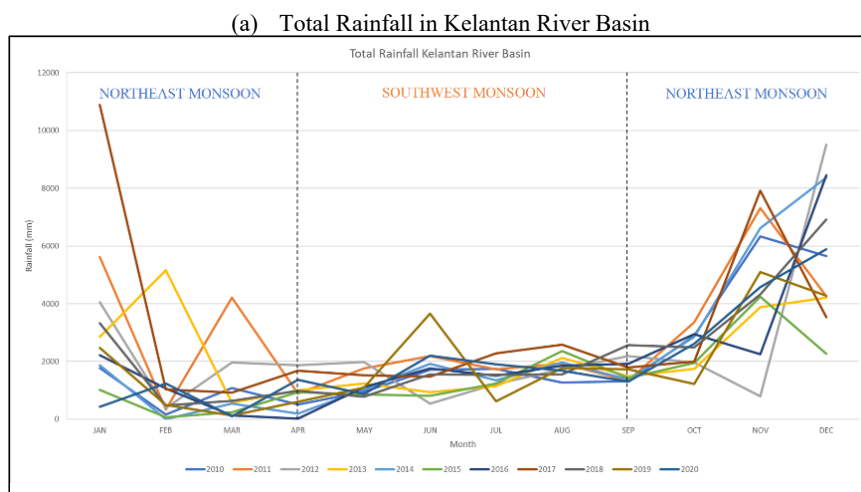 (a) Total Rainfall in Kelantan River Basin
Total Rainfall Kelantan River Basin
12000
NORTHEAST MONSOON SOUTHWEST MONSOON NORTHEAST MONSOON
10000
8000
6000
4000
2000
0
Rainfall (mm)
JAN FEB MAR APR MAY JUN JUL AUG SEP OCT NOV DEC
Month
2010 2011 2012 2013 2014 2015 2016 2017 2018 2019 2020